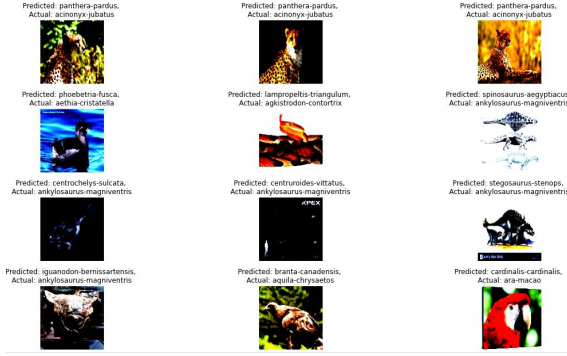 Predicted: panthera-pardus,
Actual: acinonyx-jubatus
Predicted: panthera-pardus,
Actual: acinonyx-jubatus
Predicted: panthera-pardus,
Actual: acinonyx-jubatus
Predicted: phoebetria-fusca,
Actual: aethia-cristatella
Predicted: lampropeltis-triangulum,
Actual: agkistrodon-contortrix
Predicted: spinosaurus-aegyptiacus
Actual: ankylosaurus-magniventris
Predicted: centrochelys-sulcata,
Actual: ankylosaurus-magniventris
Predicted: centruroides-vittatus,
Actual: ankylosaurus-magniventris
APEX
Predicted: stegosaurus-stenops,
Actual: ankylosaurus-magniventris
Predicted: iguanodon-bernissartensis,
Actual: ankylosaurus-magniventris
Predicted: branta-canadensis,
Actual: aquila-chrysaetos
Predicted: cardinalis-cardinalis,
Actual: ara-macao